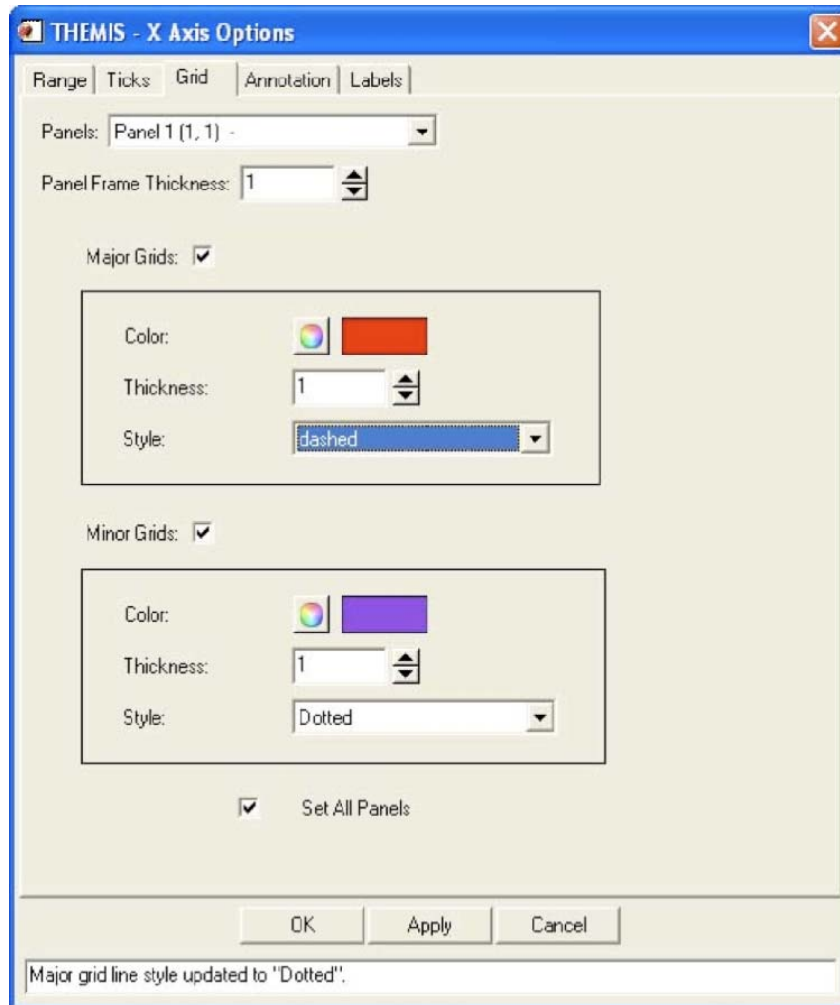 THEMIS - X Axis Options
Range Ticks Grid Annotation Labels
Panels: Panel 1 (1, 1) -
Panel Frame Thickness: 1
Major Grids:
Color:
Thickness: 1
Style: dashed
Minor Grids:
Color:
Thickness: 1
Style: Dotted
Set All Panels
OK Apply Cancel
Major grid line style updated to "Dotted".